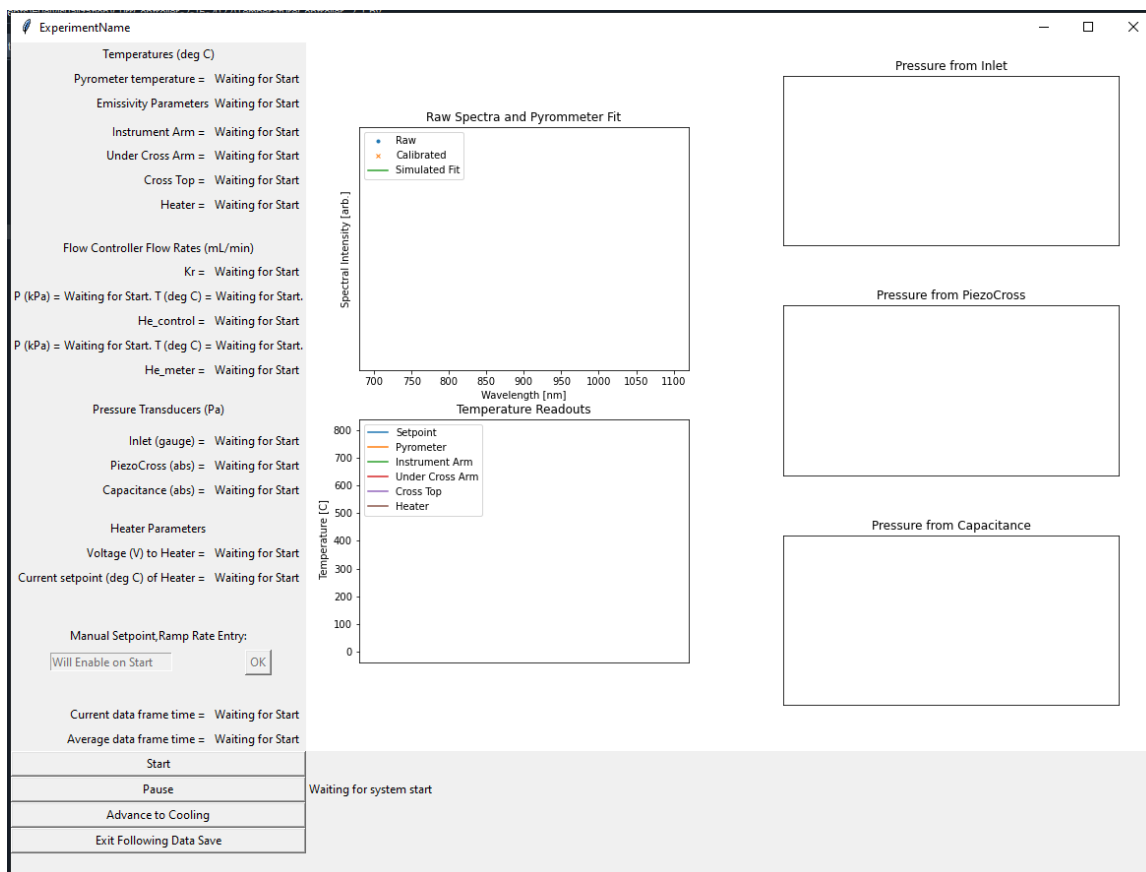 ExperimentName
Temperatures (deg C)
Pyrometer temperature = Waiting for Start
Emissivity Parameters Waiting for Start
Instrument Arm = Waiting for Start
Under Cross Arm = Waiting for Start
Cross Top = Waiting for Start
Heater = Waiting for Start
Flow Controller Flow Rates (mL/min)
Kr = Waiting for Start
P (kPa) = Waiting for Start. T (deg C) = Waiting for Start.
He_control = Waiting for Start
P (kPa) = Waiting for Start. T (deg C) = Waiting for Start.
He_meter = Waiting for Start
Pressure Transducers (Pa)
Inlet (gauge) = Waiting for Start
PiezoCross (abs) = Waiting for Start
Capacitance (abs) = Waiting for Start
Heater Parameters
Voltage (V) to Heater = Waiting for Start
Current setpoint (deg C) of Heater = Waiting for Start
Manual Setpoint,Ramp Rate Entry:
Will Enable on Start OK
Current data frame time = Waiting for Start
Average data frame time = Waiting for Start
Start
Pause
Waiting for system start
Advance to Cooling
Exit Following Data Save
Raw Spectra and Pyrommeter Fit
Raw
Calibrated
Simulated Fit
Spectral Intensity [arb.]
700 750 800 850 900 950 1000 1050 1100
Wavelength [nm]
Temperature Readouts
Setpoint
Pyrometer
Instrument Arm
Under Cross Arm
Cross Top
Heater
Temperature [C]
800
700
600
500
400
300
200
100
0
Pressure from Inlet
Pressure from PiezoCross
Pressure from Capacitance